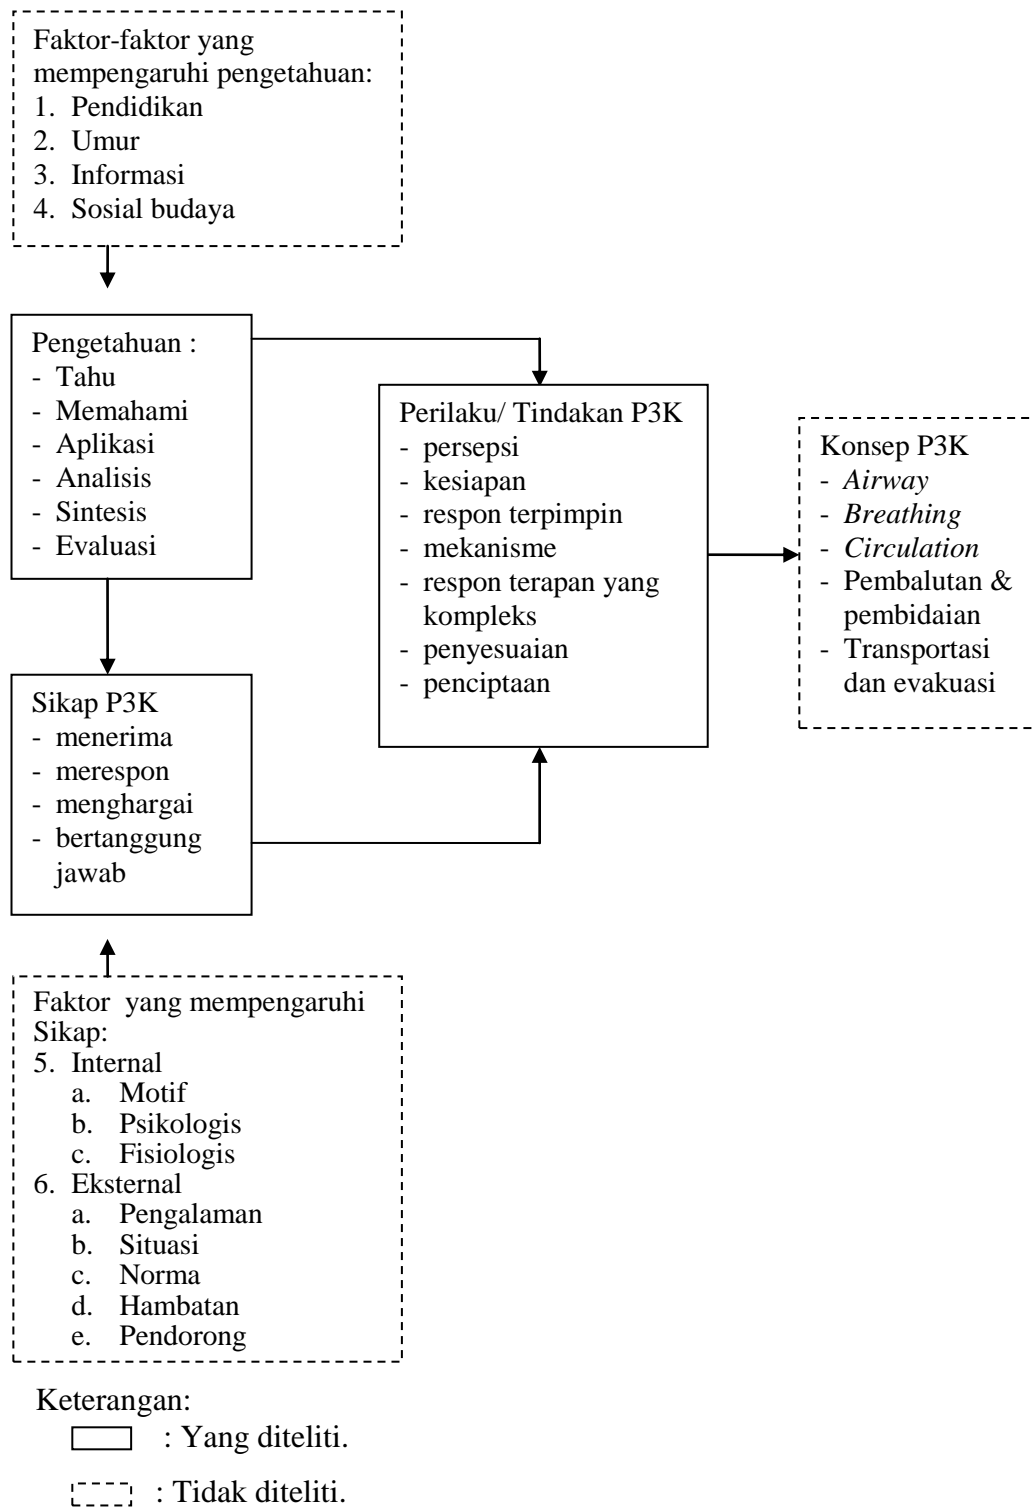 Faktor-faktor yang
mempengaruhi pengetahuan:
1. Pendidikan
2. Umur
3. Informasi
4. Sosial budaya
Pengetahuan :
- Tahu
- Memahami
- Aplikasi
- Analisis
- Sintesis
- Evaluasi
Perilaku/ Tindakan P3K
- persepsi
- kesiapan
- respon terpimpin
- mekanisme
- respon terapan yang
kompleks
- penyesuaian
- penciptaan
Konsep P3K
- Airway
- Breathing
- Circulation
- Pembalutan &
pembidaian
- Transportasi
dan evakuasi
Sikap P3K
- menerima
- merespon
- menghargai
- bertanggung
jawab
Faktor yang mempengaruhi
Sikap:
5. Internal
a. Motif
b. Psikologis
c. Fisiologis
6. Eksternal
a. Pengalaman
b. Situasi
c. Norma
d. Hambatan
e. Pendorong
Keterangan:
: Yang diteliti.
: Tidak diteliti.